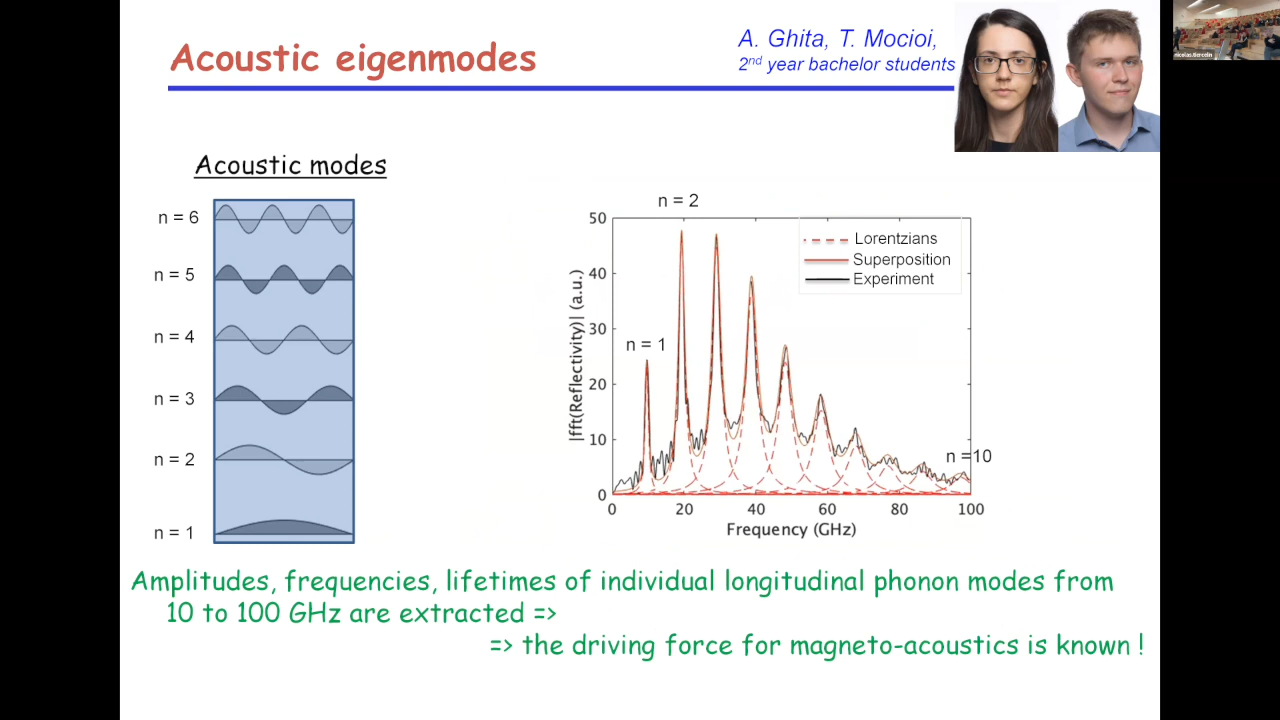 Acoustic eigenmodes
A. Ghita, T. Mocioi,
2nd year bachelor students
nicolas.Bercelin
Acoustic modes
n = 6
n = 5
n = 4
n = 3
n = 2
n = 1
n = 2
n = 1
n =10
Lorentzians
Superposition
Experiment
|fft(Reflectivity)| (a.u.)
50
40
30
20
10
0
0 20 40 60 80 100
Frequency (GHz)
Amplitudes, frequencies, lifetimes of individual longitudinal phonon modes from
10 to 100 GHz are extracted =>
=> the driving force for magneto-acoustics is known !